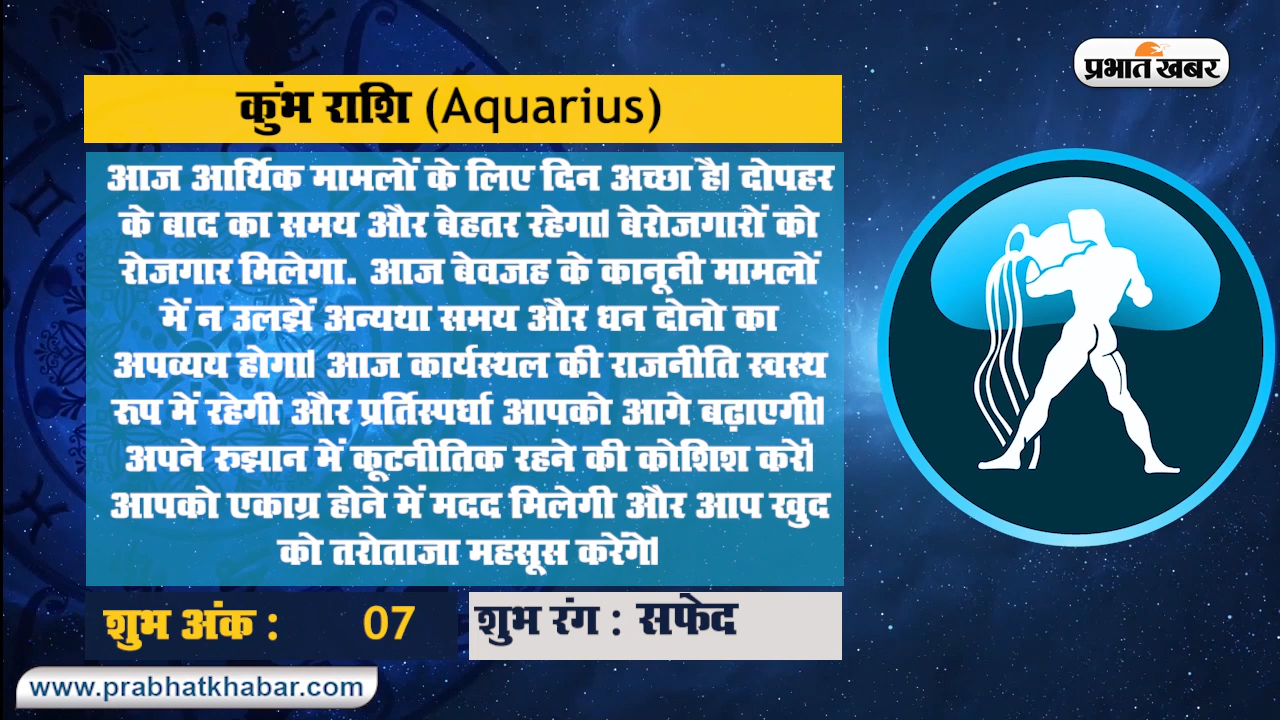 प्रभात खबर
कुंभ राशि (Aquarius)
आज आर्थिक मामलों के लिए दिन अच्छा है। दोपहर
के बाद का समय और बेहतर रहेगा। बेरोजगारों को
रोजगार मिलेगा. आज बेवजह के कानूनी मामलों
में न उलझें अन्यथा समय और धन दोनो का
अपव्यय होगा। आज कार्यस्थल की राजनीति स्वस्थ
रूप में रहेगी और प्रर्तिस्पर्धा आपको आगे बढ़ाएगी।
अपने रुझान में कूटनीतिक रहने की कोशिश करें।
आपको एकाग्र होने में मदद मिलेगी और आप खुद
को तरोताजा महसूस करेंगे।
शुभ अंक : 07
शुभ रंग : सफेद
www.prabhatkhabar.com